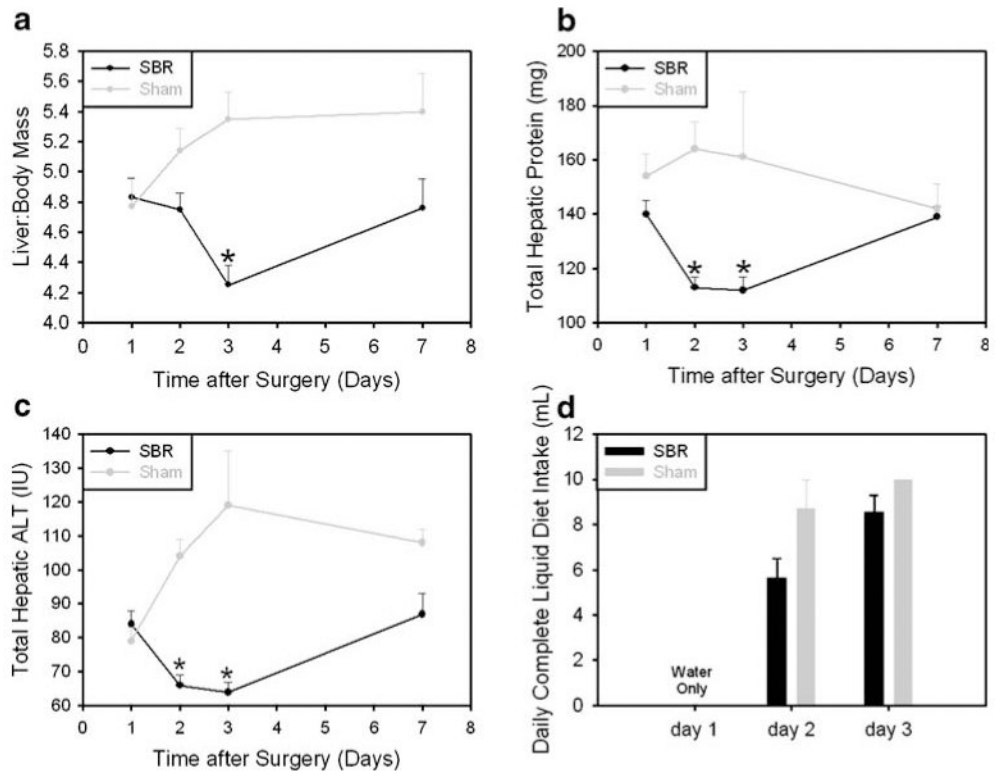 a
Liver:Body Mass
5.8
5.6
5.4
5.2
5.0
4.8
4.6
4.4
4.2
4.0
SBR
Sham
*
0 1 2 3 4 5 6 7 8
Time after Surgery (Days)
b
Total Hepatic Protein (mg)
200
180
160
140
120
100
SBR
Sham
* *
0 1 2 3 4 5 6 7 8
Time after Surgery (Days)
c
Total Hepatic ALT (IU)
140
130
120
110
100
90
80
70
60
SBR
Sham
* *
0 1 2 3 4 5 6 7 8
Time after Surgery (Days)
d
Daily Complete Liquid Diet Intake (mL)
12
10
8
6
4
2
0
SBR
Sham
Water
Only
day 1 day 2 day 3